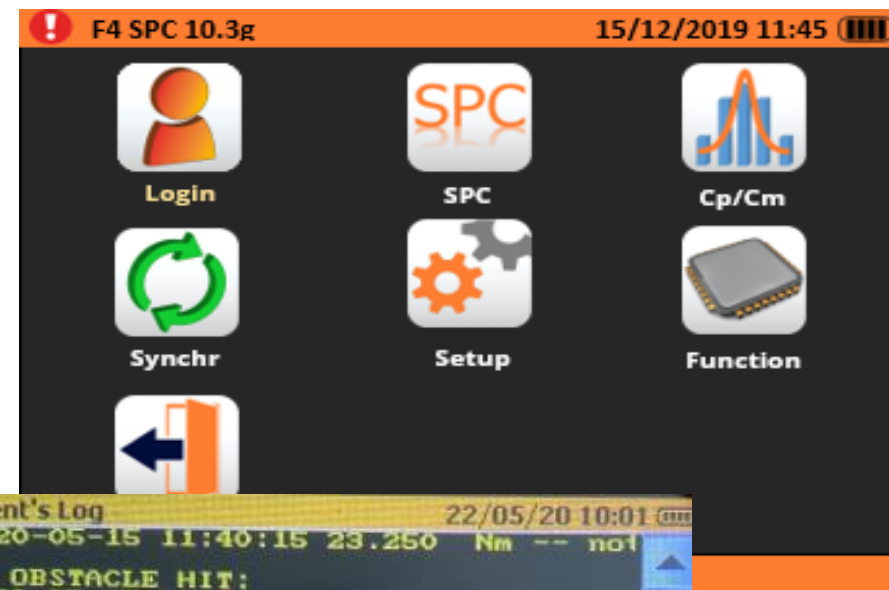 F4 SPC 10.3g
15/12/2019 11:45
SPC
Login
SPC
Cp/Cm
Synchr
Setup
Function
ent's Log
22/05/20 10:01
20-05-15 11:40:15 23.250 Nm -- not
OBSTACLE HIT: